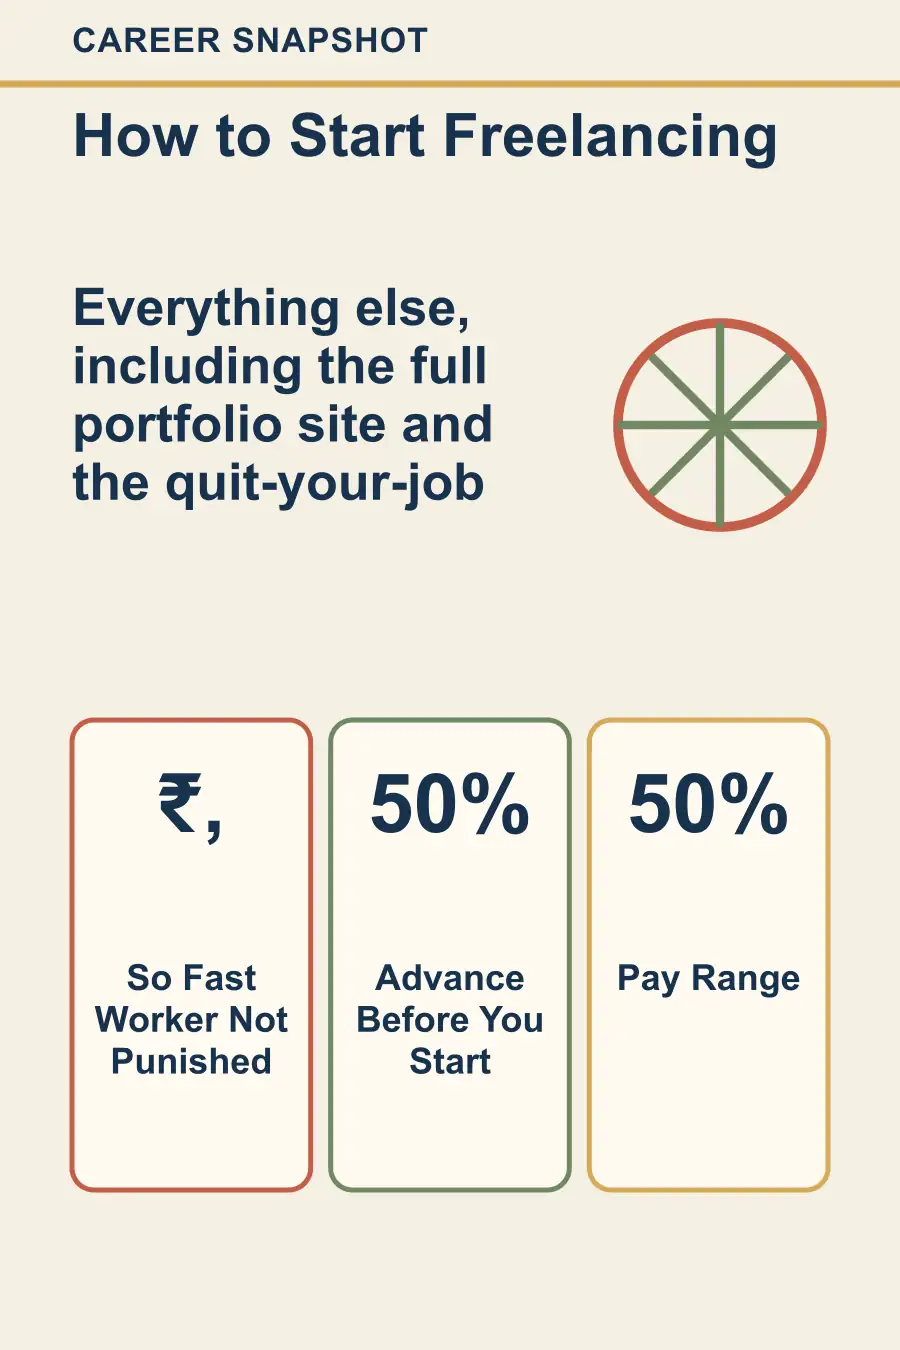 CAREER SNAPSHOT
How to Start Freelancing
Everything else,
including the full
portfolio site and
the quit-your-job
₹,
So Fast
Worker Not
Punished
50%
Advance
Before You
Start
50%
Pay Range